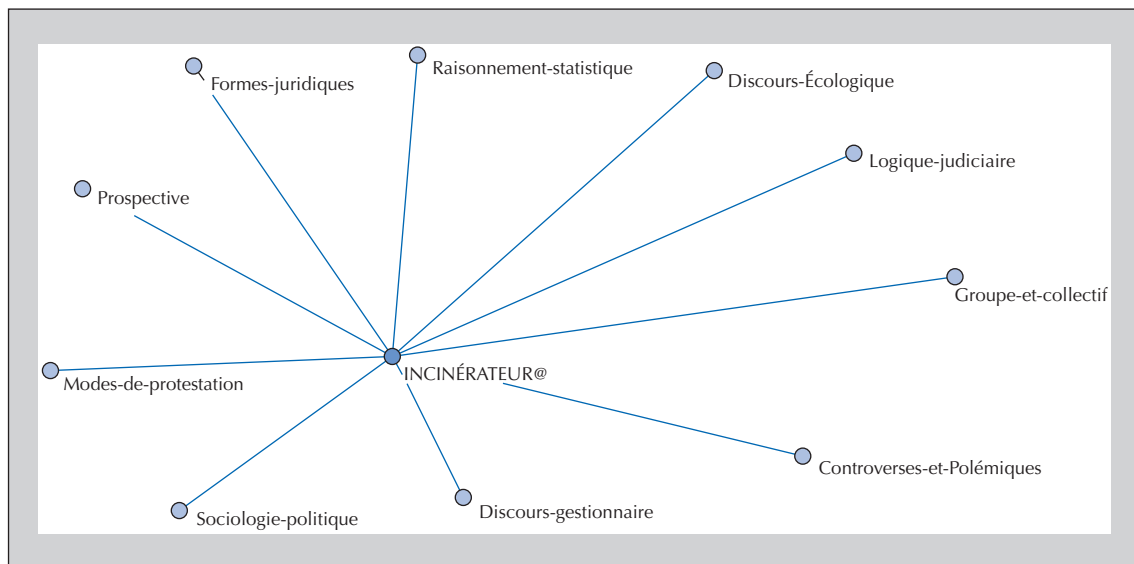 Raisonnement-statistique
Formes-juridiques
Discours-Écologique
Logique-judiciaire
Prospective
Groupe-et-collectif
INCINÉRATEUR@
Modes-de-protestation
Controverses-et-Polémiques
Discours-gestionnaire
Sociologie-politique